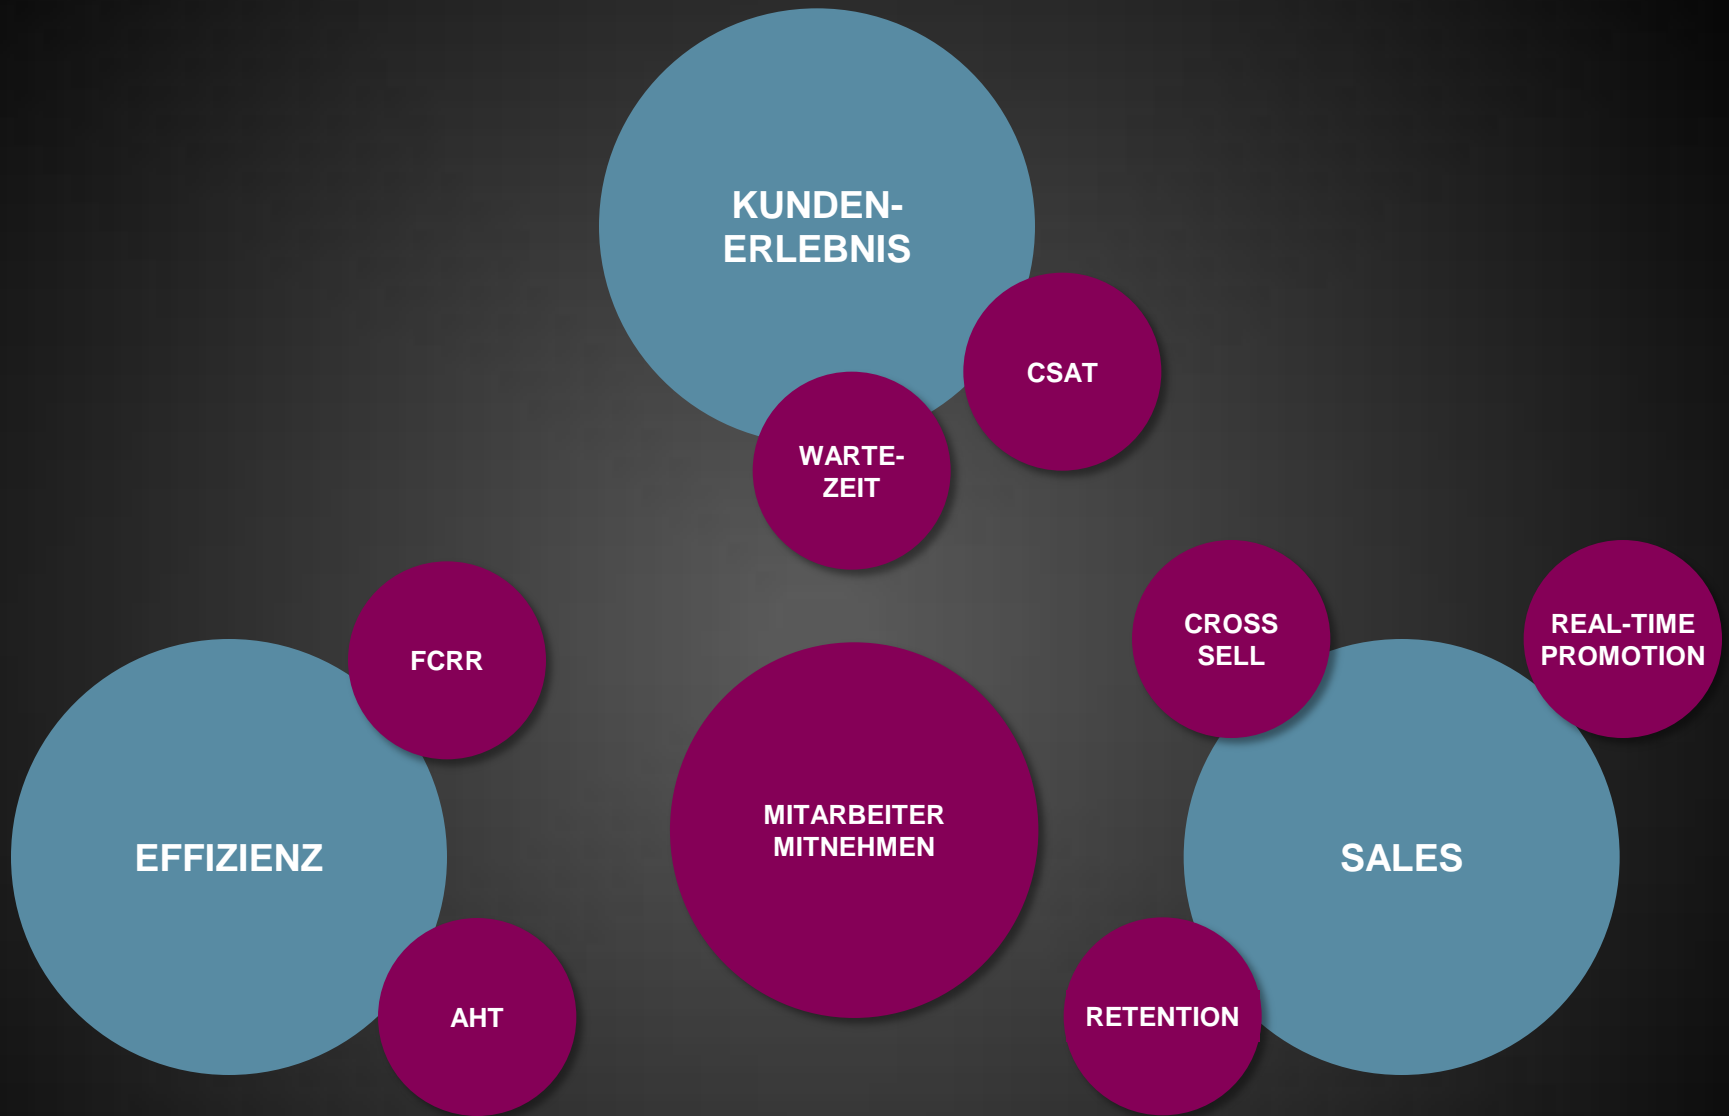 KUNDEN-
ERLEBNIS
CSAT
WARTE-
ZEIT
FCRR
EFFIZIENZ
AHT
MITARBEITER
MITNEHMEN
CROSS
SELL
REAL-TIME
PROMOTION
SALES
RETENTION